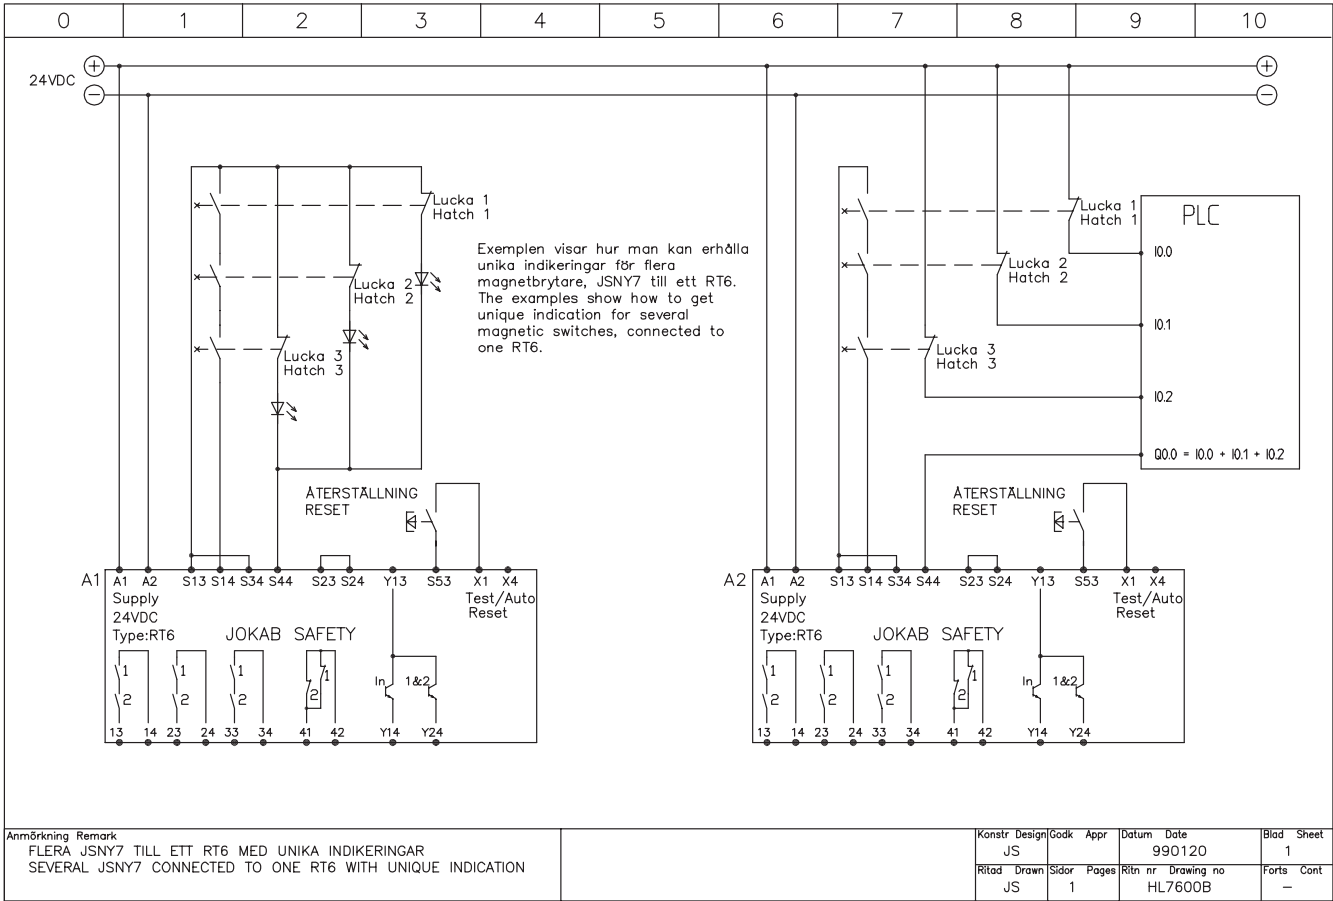 0 1 2 3 4 5 6 7 8 9 10
24VDC
Lucka 1
Hatch 1
Lucka 2
Hatch 2
Lucka 3
Hatch 3
Exemplen visar hur man kan erhålla
unika indikeringar för flera
magnetbrytare, JSNY7 till ett RT6.
The examples show how to get
unique indication for several
magnetic switches, connected to
one RT6.
ÅTERSTÄLLNING
RESET
A1
A1 A2 S13 S14 S34 S44 S23 S24 Y13 S53 X1 X4
Supply
24VDC
Type:RT6
JOKAB SAFETY
Test/Auto
Reset
1 1 1 1
2 2 2 2
In 1&2
13 14 23 24 33 34 41 42 Y14 Y24
Lucka 1
Hatch 1
Lucka 2
Hatch 2
Lucka 3
Hatch 3
PLC
I0.0
I0.1
I0.2
Q0.0 = I0.0 + I0.1 + I0.2
ÅTERSTÄLLNING
RESET
A2
A1 A2 S13 S14 S34 S44 S23 S24 Y13 S53 X1 X4
Supply
24VDC
Type:RT6
JOKAB SAFETY
Test/Auto
Reset
1 1 1 1
2 2 2 2
In 1&2
13 14 23 24 33 34 41 42 Y14 Y24
Anmörkning Remark
FLERA JSNY7 TILL ETT RT6 MED UNIKA INDIKERINGAR
SEVERAL JSNY7 CONNECTED TO ONE RT6 WITH UNIQUE INDICATION
Konstr Design Godk Appr Datum Date Blad Sheet
JS 990120 1
Ritad Drawn Sidor Pages Ritn nr Drawing no Forts Cont
JS 1 HL7600B –